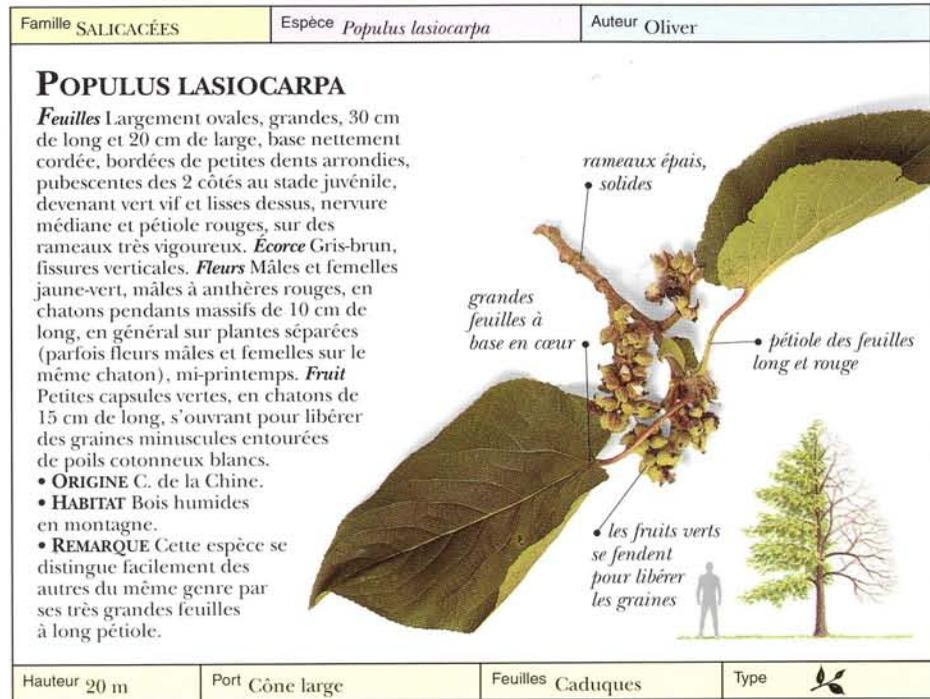 Famille SALICACÉES
Espèce Populus lasiocarpa
Auteur Oliver
POPULUS LASIOCARPA
Feuilles Largement ovales, grandes, 30 cm
de long et 20 cm de large, base nettement
cordée, bordées de petites dents arrondies,
pubescentes des 2 côtés au stade juvénile,
devenant vert vif et lisses dessus, nervure
médiane et pétiole rouges, sur des
rameaux très vigoureux. Écorce Gris-brun,
fissures verticales. Fleurs Mâles et femelles
jaune-vert, mâles à anthères rouges, en
chatons pendants massifs de 10 cm de
long, en général sur plantes séparées
(parfois fleurs mâles et femelles sur le
même chaton), mi-printemps. Fruit
Petites capsules vertes, en chatons de
15 cm de long, s'ouvrant pour libérer
des graines minuscules entourées
de poils cotonneux blancs.
• ORIGINE C. de la Chine.
• HABITAT Bois humides
en montagne.
• REMARQUE Cette espèce se
distingue facilement des
autres du même genre par
ses très grandes feuilles
à long pétiole.
rameaux épais,
solides
grandes
feuilles à
base en cœur
pétiole des feuilles
long et rouge
les fruits verts
se fendent
pour libérer
les graines
Hauteur 20 m
Port Cône large
Feuilles Caduques
Type